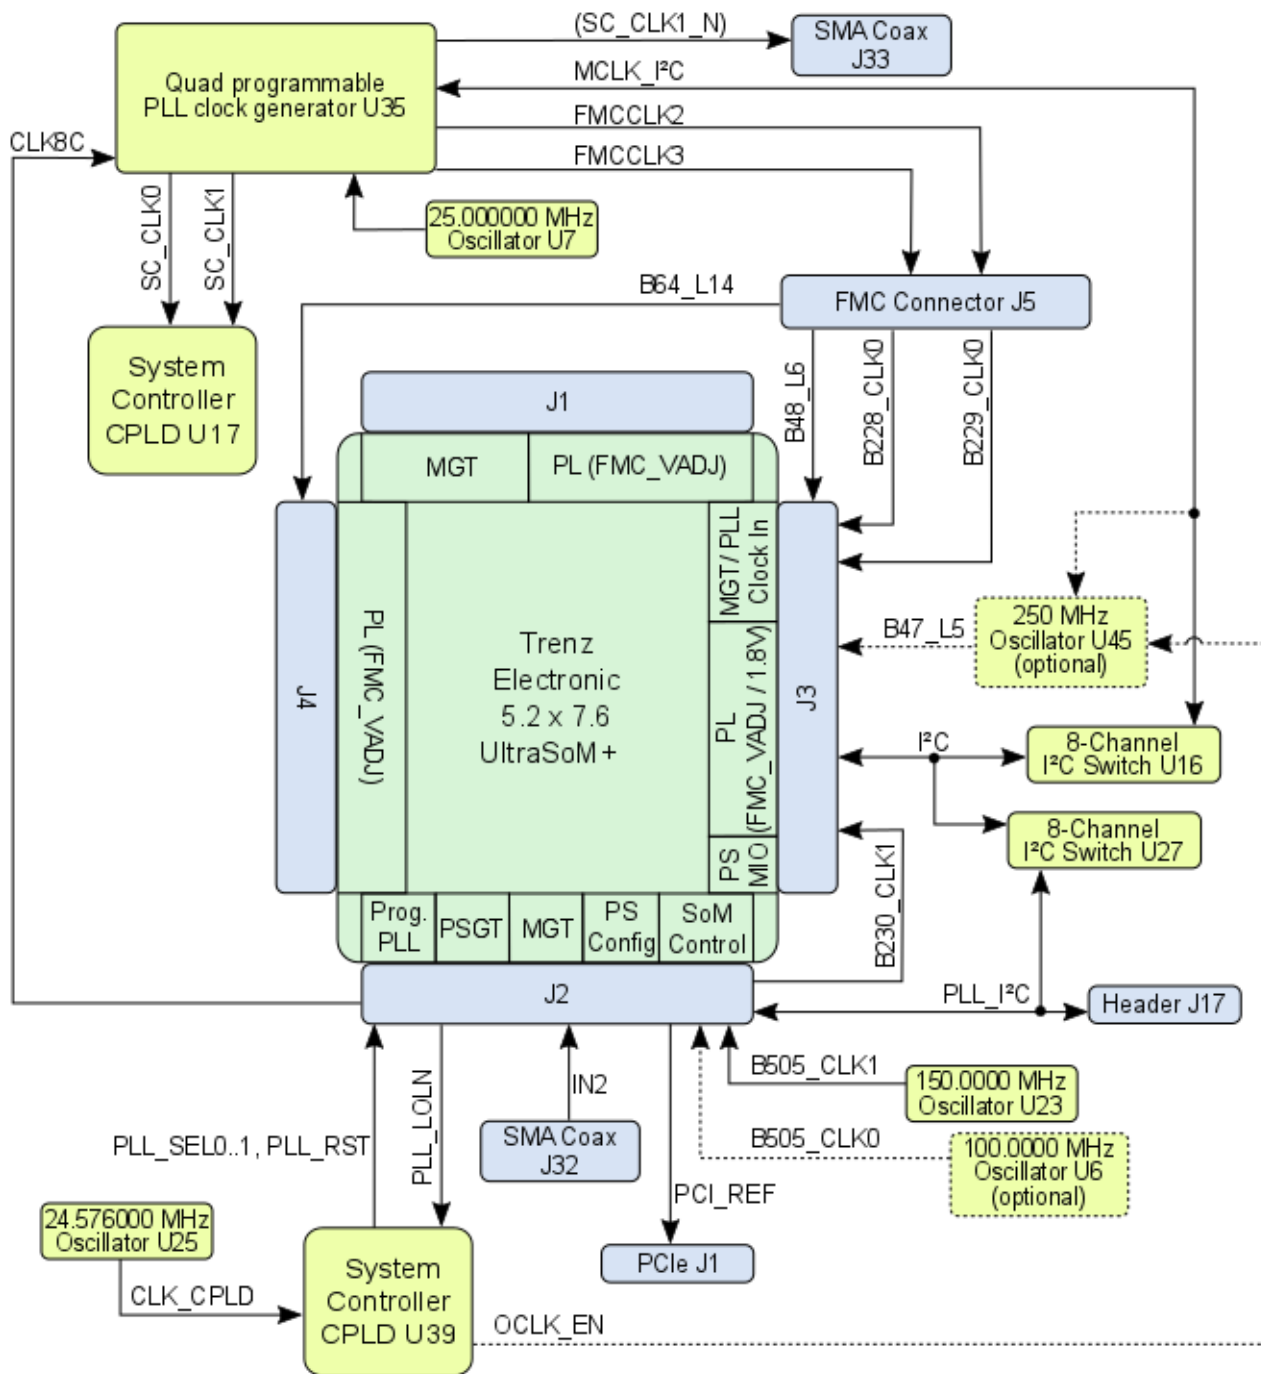 (SC_CLK1_N)
SMA Coax
J33
Quad programmable
PLL clock generator U35
MCLK_I²C
FMCCLK2
FMCCLK3
CLK8C
SC_CLK0
SC_CLK1
25.000000 MHz
Oscillator U7
B64_L14
FMC Connector J5
System
Controller
CPLD U17
J1
B48_L6
B228_CLK0
B229_CLK0
MGT
PL (FMC_VADJ)
J4
PL (FMC_VADJ)
MGT/ PLL
Clock In
Trenz
Electronic
5.2 x 7.6
UltraSoM+
PL
(FMC_VADJ / 1.8V)
J3
B47_L5
250 MHz
Oscillator U45
(optional)
I²C
8-Channel
I²C Switch U16
8-Channel
I²C Switch U27
PS
MIO
B230_CLK1
Prog.
PLL
PSGT
MGT
PS
Config
SoM
Control
J2
PLL_I²C
Header J17
B505_CLK1
150.0000 MHz
Oscillator U23
PLL_SEL0..1, PLL_RST
PLL_LOLN
IN2
SMA Coax
J32
B505_CLK0
100.0000 MHz
Oscillator U6
(optional)
PCI_REF
24.576000 MHz
Oscillator U25
PCIe J1
CLK_CPLD
System
Controller
CPLD U39
OCLK_EN